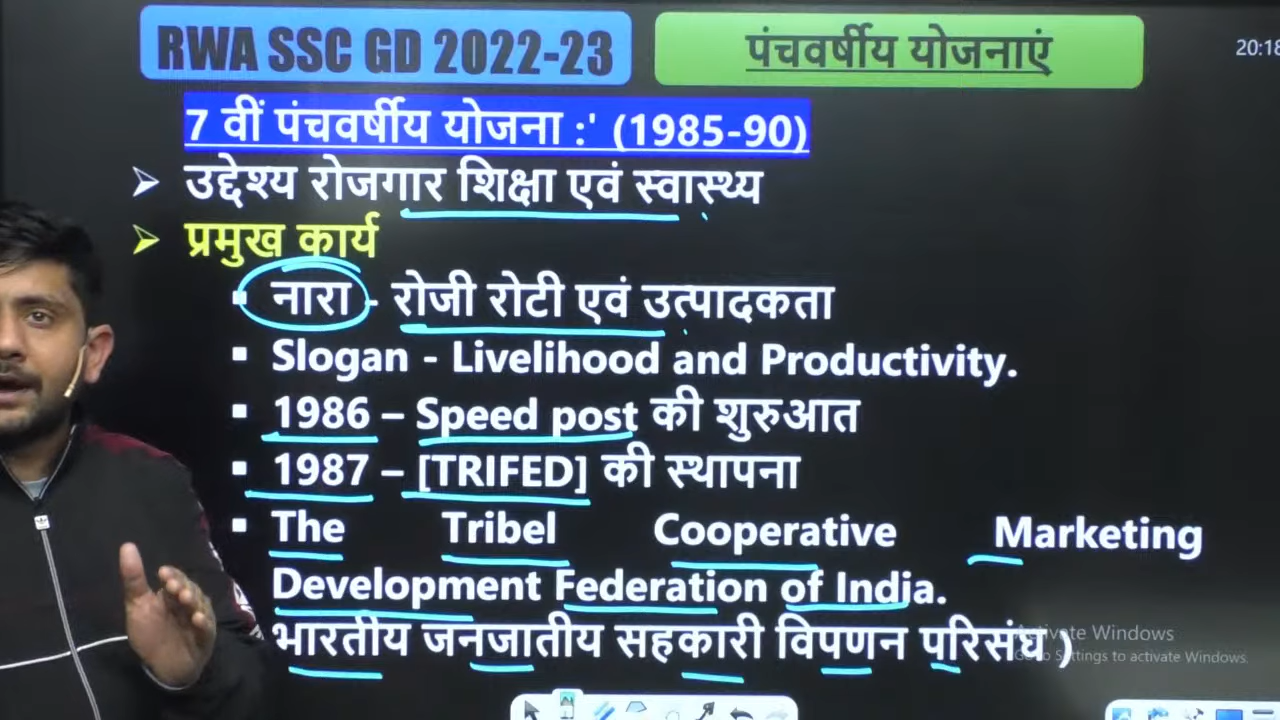 RWA SSC GD 2022-23
पंचवर्षीय योजनाएं
20:18
7 वीं पंचवर्षीय योजना :' (1985-90)
उद्देश्य रोजगार शिक्षा एवं स्वास्थ्य
प्रमुख कार्य
नारा - रोजी रोटी एवं उत्पादकता
Slogan - Livelihood and Productivity.
1986 – Speed post की शुरुआत
1987 – [TRIFED] की स्थापना
The Tribel Cooperative Marketing
Development Federation of India.
भारतीय जनजातीय सहकारी विपणन परिसंघ )
Activate Windows
Go to Settings to activate Windows.